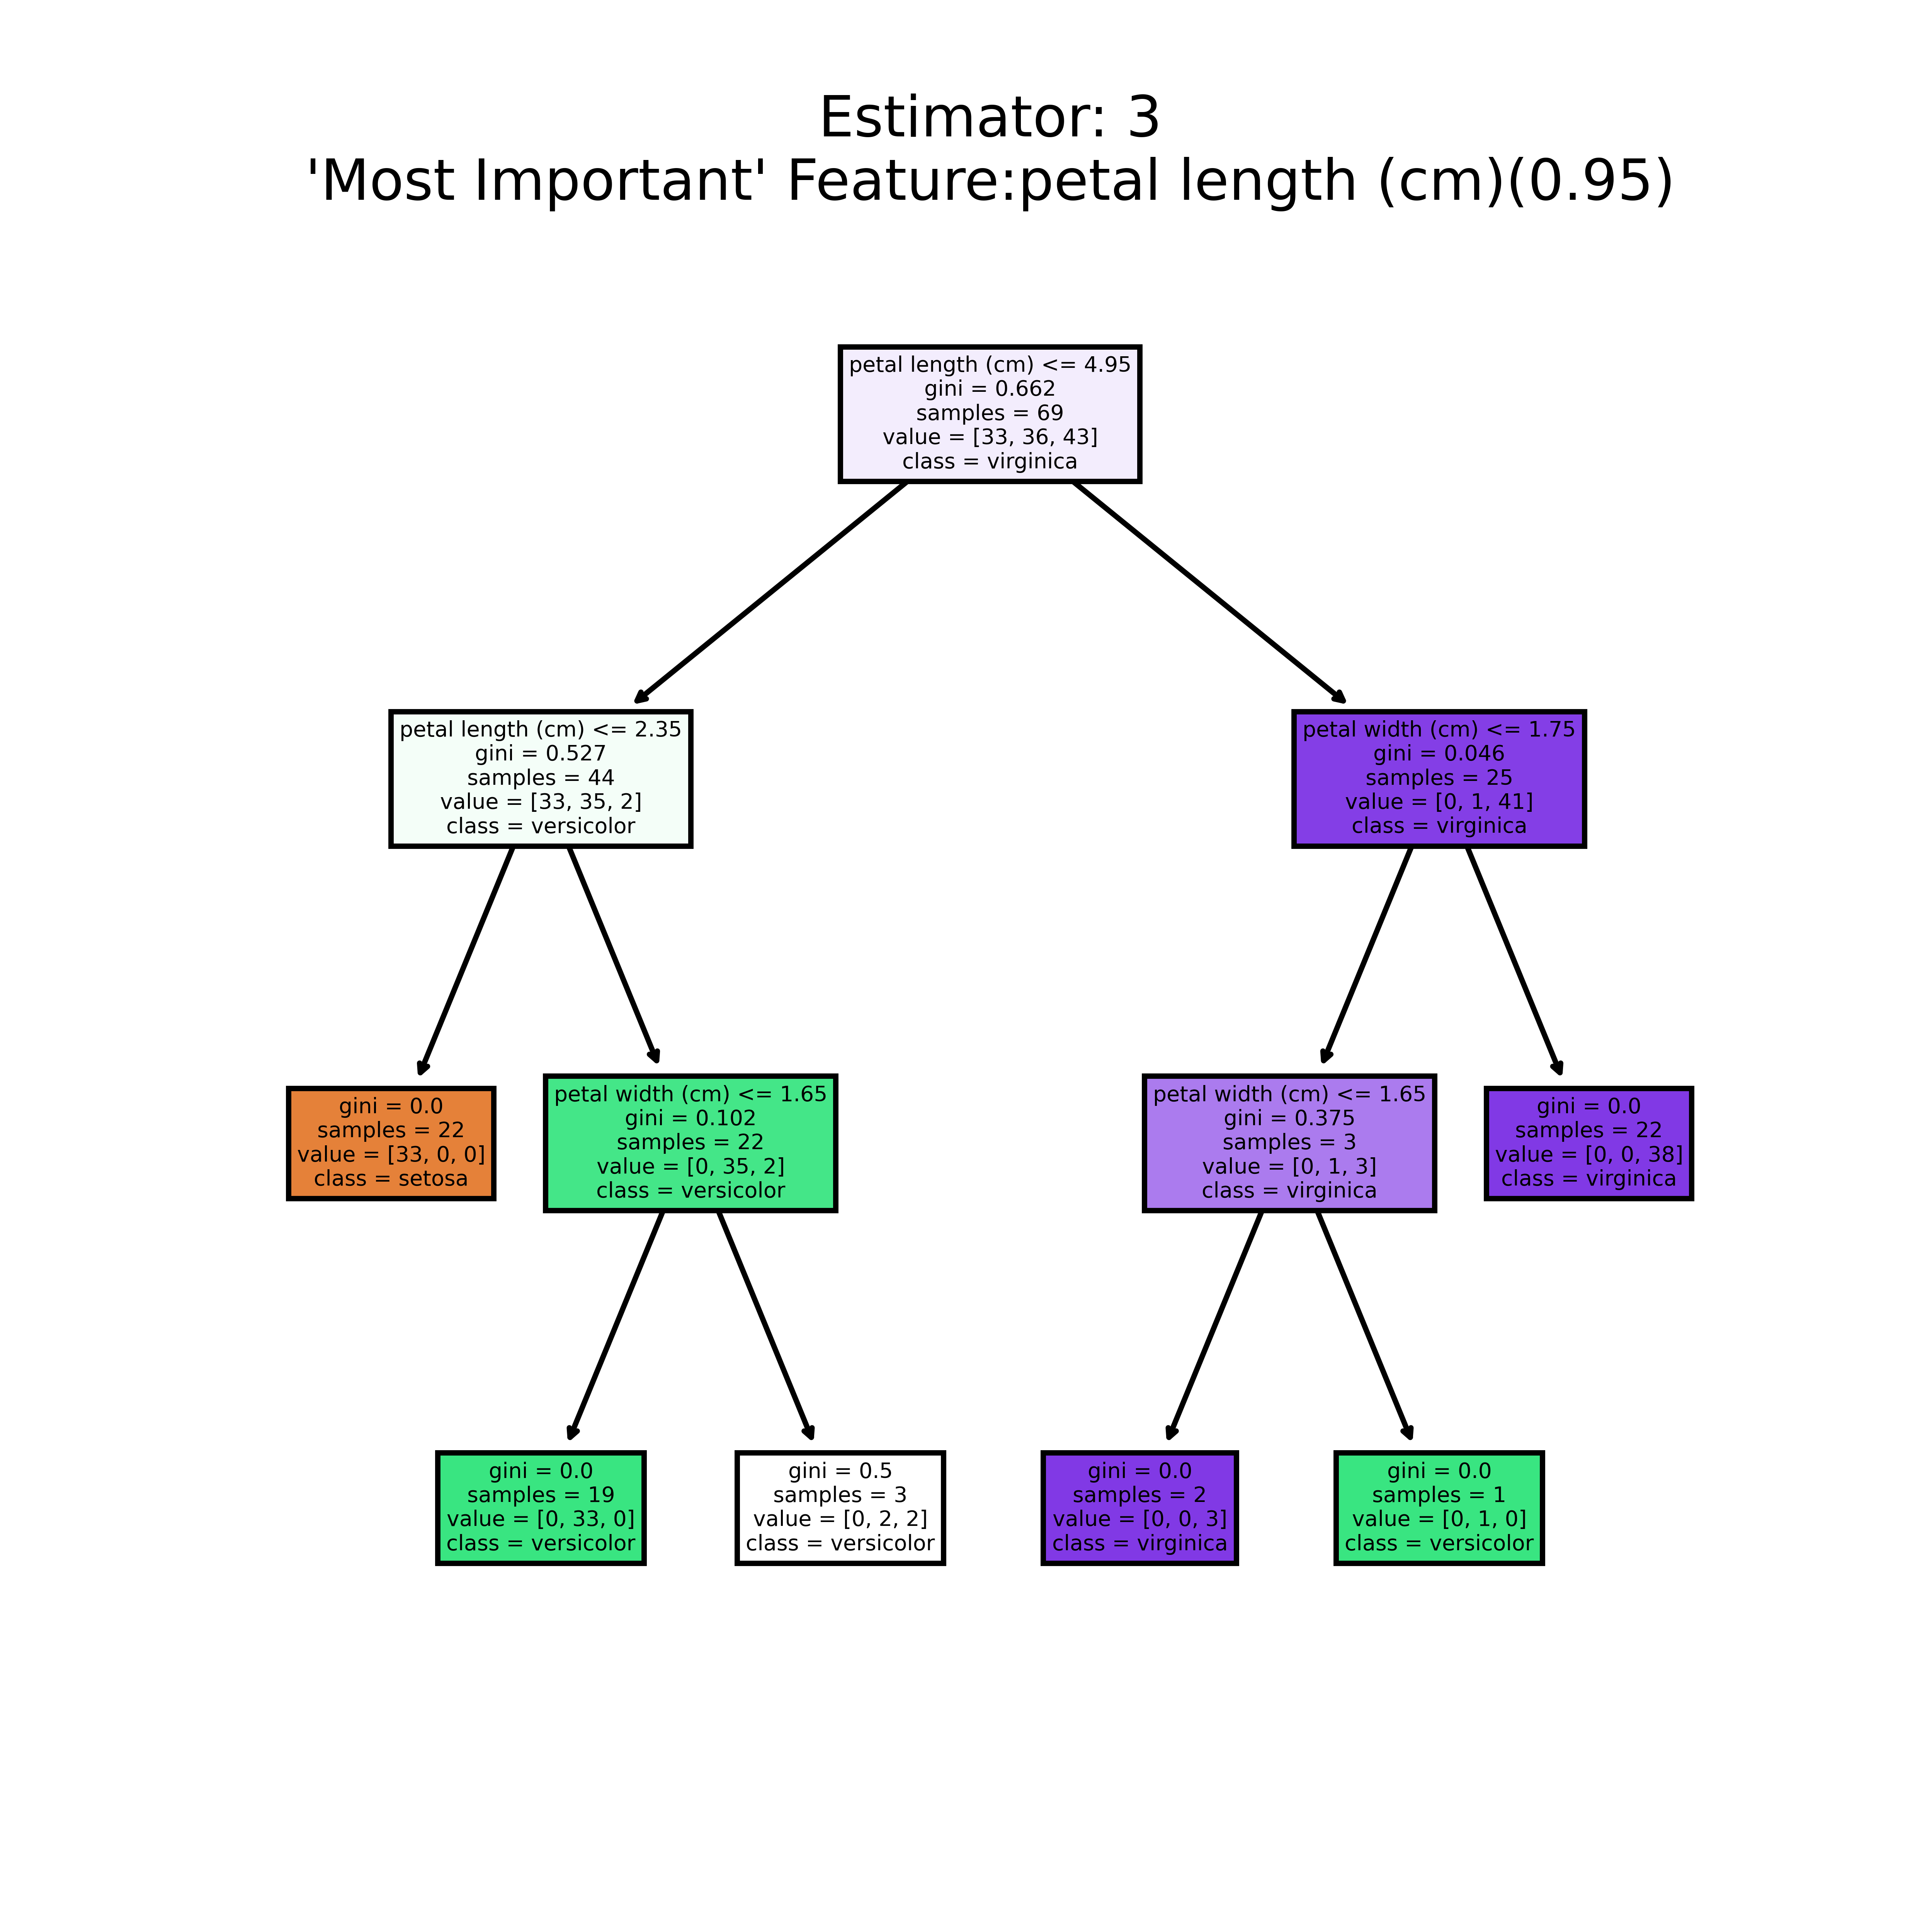 Estimator: 3
'Most Important' Feature:petal length (cm)(0.95)
petal length (cm) <= 4.95
gini = 0.662
samples = 69
value = [33, 36, 43]
class = virginica
petal length (cm) <= 2.35
gini = 0.527
samples = 44
value = [33, 35, 2]
class = versicolor
petal width (cm) <= 1.75
gini = 0.046
samples = 25
value = [0, 1, 41]
class = virginica
gini = 0.0
samples = 22
value = [33, 0, 0]
class = setosa
petal width (cm) <= 1.65
gini = 0.102
samples = 22
value = [0, 35, 2]
class = versicolor
petal width (cm) <= 1.65
gini = 0.375
samples = 3
value = [0, 1, 3]
class = virginica
gini = 0.0
samples = 22
value = [0, 0, 38]
class = virginica
gini = 0.0
samples = 19
value = [0, 33, 0]
class = versicolor
gini = 0.5
samples = 3
value = [0, 2, 2]
class = versicolor
gini = 0.0
samples = 2
value = [0, 0, 3]
class = virginica
gini = 0.0
samples = 1
value = [0, 1, 0]
class = versicolor